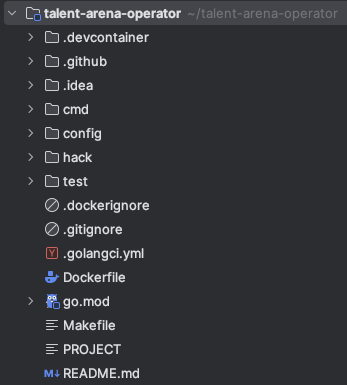 talent-arena-operator ~/talent-arena-operator
.devcontainer
.github
.idea
cmd
config
hack
test
.dockerignore
.gitignore
.golangci.yml
Dockerfile
go.mod
Makefile
PROJECT
README.md